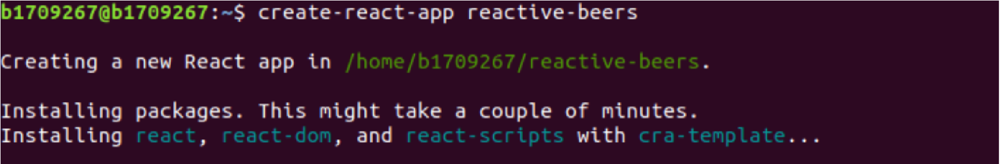 b1709267@b1709267:~$ create-react-app reactive-beers
Creating a new React app in /home/b1709267/reactive-beers.
Installing packages. This might take a couple of minutes.
Installing react, react-dom, and react-scripts with cra-template...